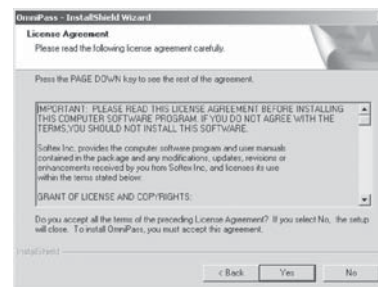 OmniPass - InstallShield Wizard
License Agreement
Please read the following license agreement carefully.
Press the PAGE DOWN key to see the rest of the agreement.
IMPORTANT: PLEASE READ THIS LICENSE AGREEMENT BEFORE INSTALLING
THIS COMPUTER SOFTWARE PROGRAM. IF YOU DO NOT AGREE WITH THE
TERMS,YOU SHOULD NOT INSTALL THIS SOFTWARE.
Softex Inc. provides the computer software program and user manuals
contained in the package and any modifications, updates, revisions or
enhancements received by you from Softex Inc., and licenses its use
within the terms stated below:
GRANT OF LICENSE AND COPYRIGHTS:
Do you accept all the terms of the preceding License Agreement? If you select No, the setup
will close. To install OmniPass, you must accept this agreement.
InstallShield
< Back Yes No